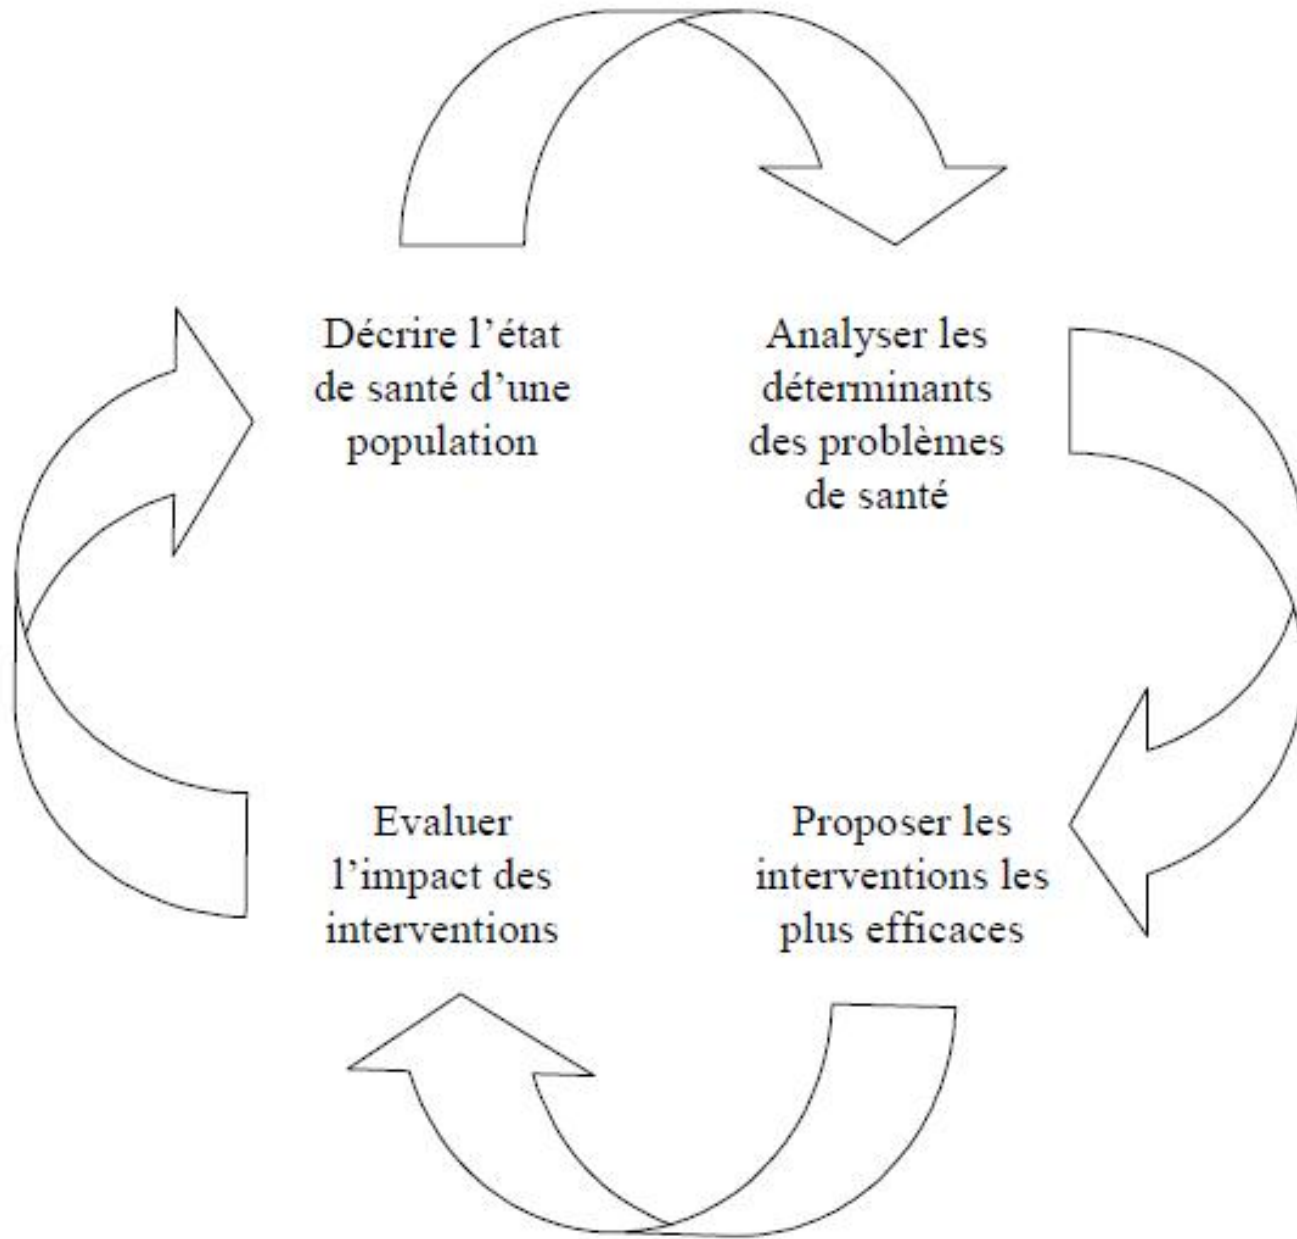 Décrire l’état
de santé d’une
population
Analyser les
déterminants
des problèmes
de santé
Proposer les
interventions les
plus efficaces
Evaluer
l’impact des
interventions